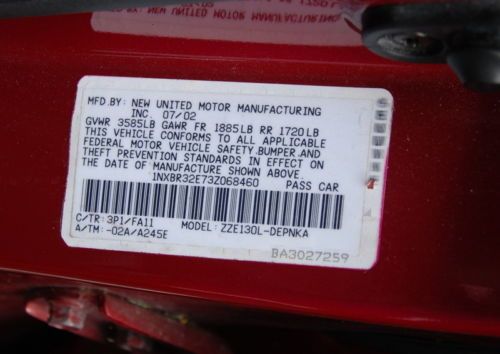 MFD.BY: NEW UNITED MOTOR MANUFACTURING
INC. 07/02
GVWR 3585LB GAWR FR 1885LB RR 1720LB
THIS VEHICLE CONFORMS TO ALL APPLICABLE
FEDERAL MOTOR VEHICLE SAFETY,BUMPER,AND
THEFT PREVENTION STANDARDS IN EFFECT ON
THE DATE OF MANUFACTURE SHOWN ABOVE.
1NXBR32E73Z068460 PASS CAR
C/TR: 3P1/FA11 MODEL: ZZE130L-DEPNKA
A/TM: -02A/A245E
BA3027259